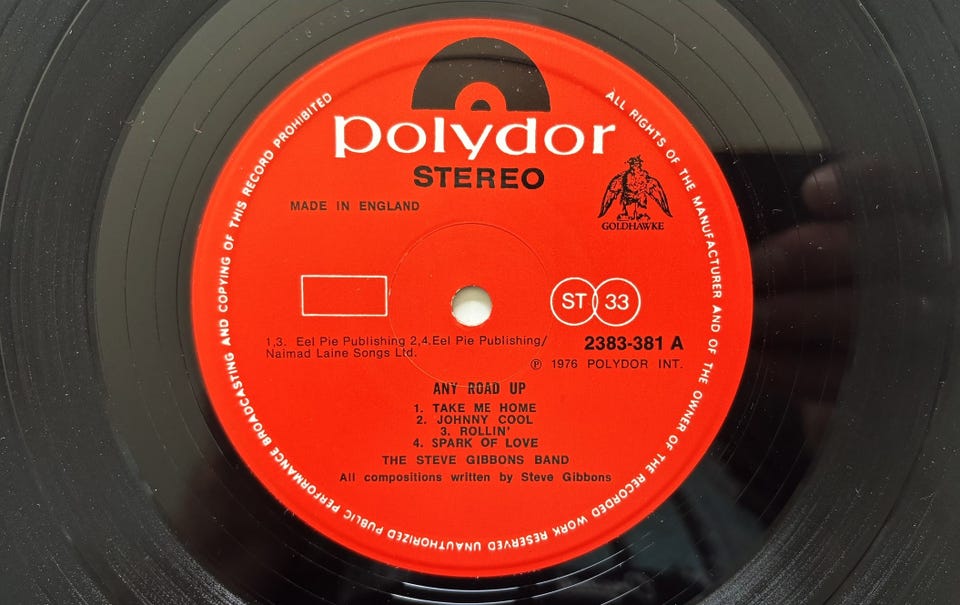 polydor
STEREO
MADE IN ENGLAND
GOLDHAWKE
ST 33
1,3. Eel Pie Publishing 2,4.Eel Pie Publishing/
Naimad Laine Songs Ltd.
2383-381 A
℗ 1976 POLYDOR INT.
ANY ROAD UP
1. TAKE ME HOME
2. JOHNNY COOL
3. ROLLIN'
4. SPARK OF LOVE
THE STEVE GIBBONS BAND
All compositions written by Steve Gibbons
ALL RIGHTS OF THE MANUFACTURER AND OF THE OWNER OF THE RECORDED WORK RESERVED UNAUTHORIZED PUBLIC PERFORMANCE BROADCASTING AND COPYING OF THIS RECORD PROHIBITED